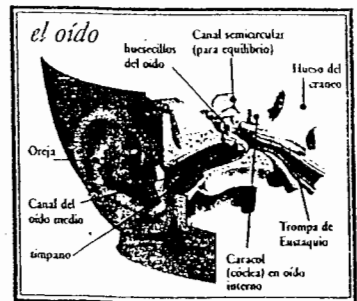 el oído
Canal semicircular
(para equilibrio)
huesecillos
del oído
Hueso del
craneo
Oreja
Canal del
oído medio
tímpano
Trompa de
Eustaquio
Caracol
(cóclea) en oído
interno